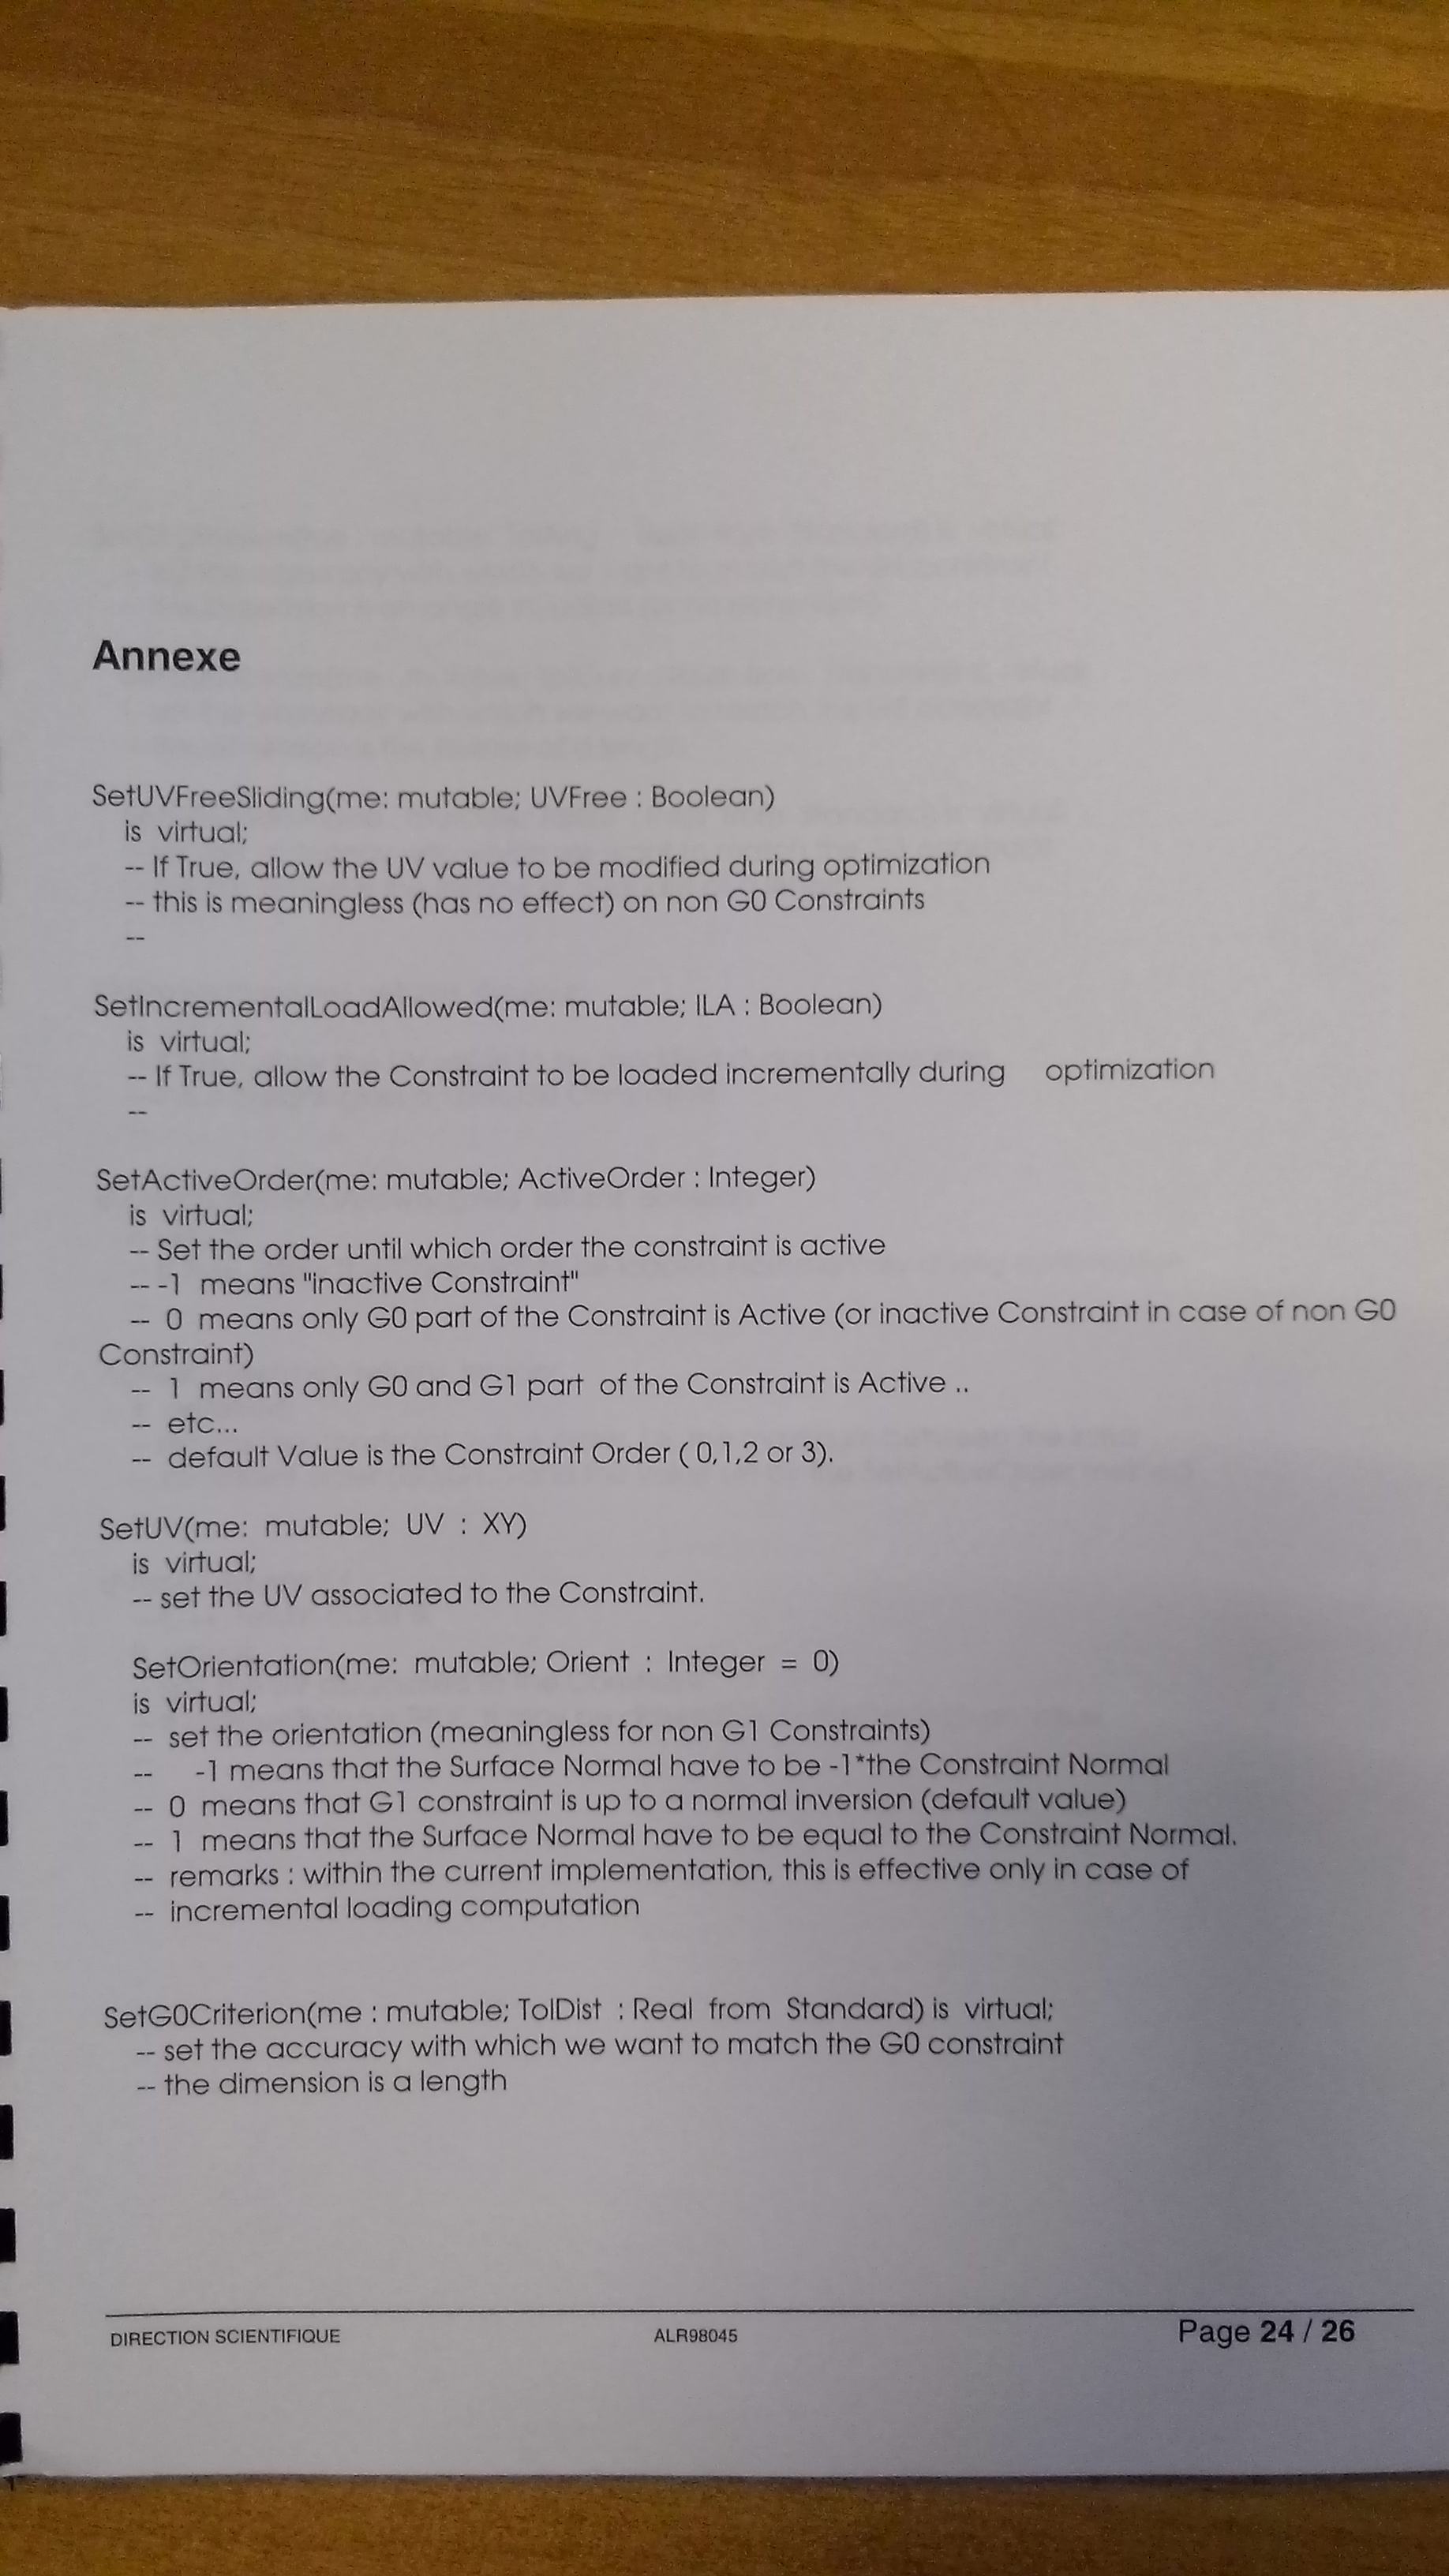 Annexe
SetUVFreeSliding(me: mutable; UVFree : Boolean)
is virtual;
-- If True, allow the UV value to be modified during optimization
-- this is meaningless (has no effect) on non G0 Constraints
--
SetIncrementalLoadAllowed(me: mutable; ILA : Boolean)
is virtual;
-- If True, allow the Constraint to be loaded incrementally during optimization
--
SetActiveOrder(me: mutable; ActiveOrder : Integer)
is virtual;
-- Set the order until which order the constraint is active
-- -1 means "inactive Constraint"
-- 0 means only G0 part of the Constraint is Active (or inactive Constraint in case of non G0
Constraint)
-- 1 means only G0 and G1 part of the Constraint is Active ..
-- etc...
-- default Value is the Constraint Order ( 0,1,2 or 3).
SetUV(me: mutable; UV : XY)
is virtual;
-- set the UV associated to the Constraint.
SetOrientation(me: mutable; Orient : Integer = 0)
is virtual;
-- set the orientation (meaningless for non G1 Constraints)
-- -1 means that the Surface Normal have to be -1*the Constraint Normal
-- 0 means that G1 constraint is up to a normal inversion (default value)
-- 1 means that the Surface Normal have to be equal to the Constraint Normal.
-- remarks : within the current implementation, this is effective only in case of
-- incremental loading computation
SetG0Criterion(me : mutable; TolDist : Real from Standard) is virtual;
-- set the accuracy with which we want to match the G0 constraint
-- the dimension is a length
DIRECTION SCIENTIFIQUE ALR98045 Page 24 / 26